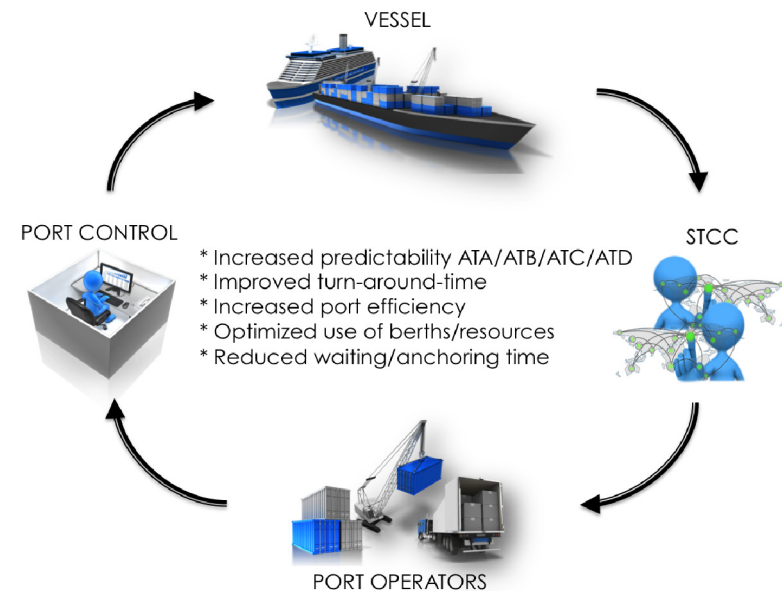 VESSEL
PORT CONTROL
STCC
* Increased predictability ATA/ATB/ATC/ATD
* Improved turn-around-time
* Increased port efficiency
* Optimized use of berths/resources
* Reduced waiting/anchoring time
PORT OPERATORS